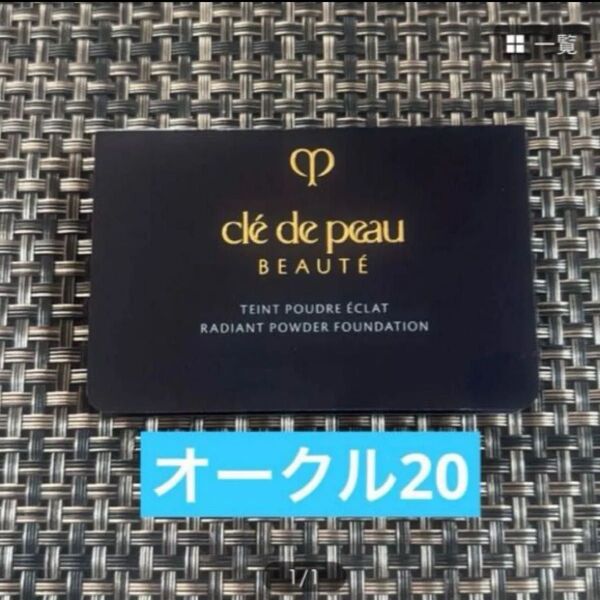 一覧
clé de peau
BEAUTÉ
TEINT POUDRE ÉCLAT
RADIANT POWDER FOUNDATION
オークル20
1/1